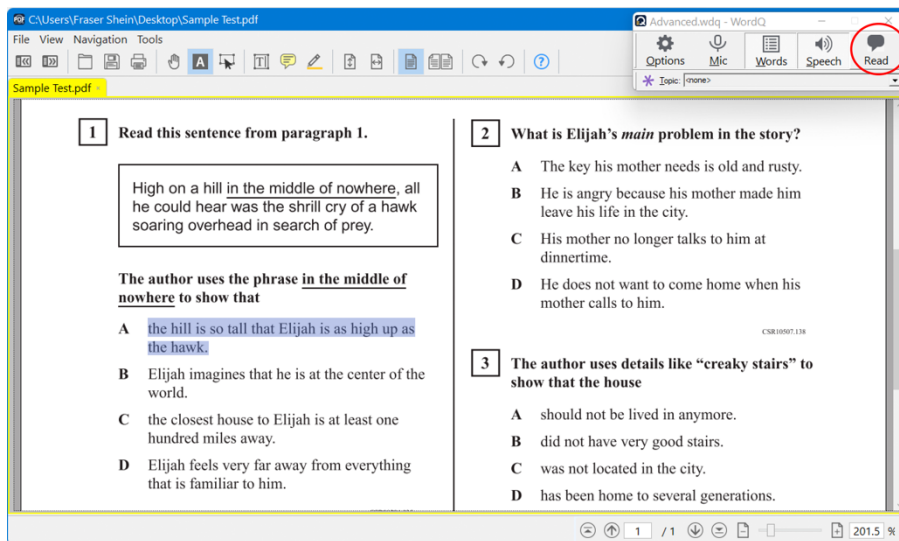 C:\Users\Fraser Shein\Desktop\Sample Test.pdf
File View Navigation Tools
Sample Test.pdf
Advanced.wdq - WordQ
Options Mic Words Speech Read
Topic: <none>
1 Read this sentence from paragraph 1.
High on a hill in the middle of nowhere, all
he could hear was the shrill cry of a hawk
soaring overhead in search of prey.
The author uses the phrase in the middle of
nowhere to show that
A the hill is so tall that Elijah is as high up as
the hawk.
B Elijah imagines that he is at the center of the
world.
C the closest house to Elijah is at least one
hundred miles away.
D Elijah feels very far away from everything
that is familiar to him.
2 What is Elijah's main problem in the story?
A The key his mother needs is old and rusty.
B He is angry because his mother made him
leave his life in the city.
C His mother no longer talks to him at
dinnertime.
D He does not want to come home when his
mother calls to him.
CSR10507.138
3 The author uses details like “creaky stairs” to
show that the house
A should not be lived in anymore.
B did not have very good stairs.
C was not located in the city.
D has been home to several generations.
1 / 1 201.5 %